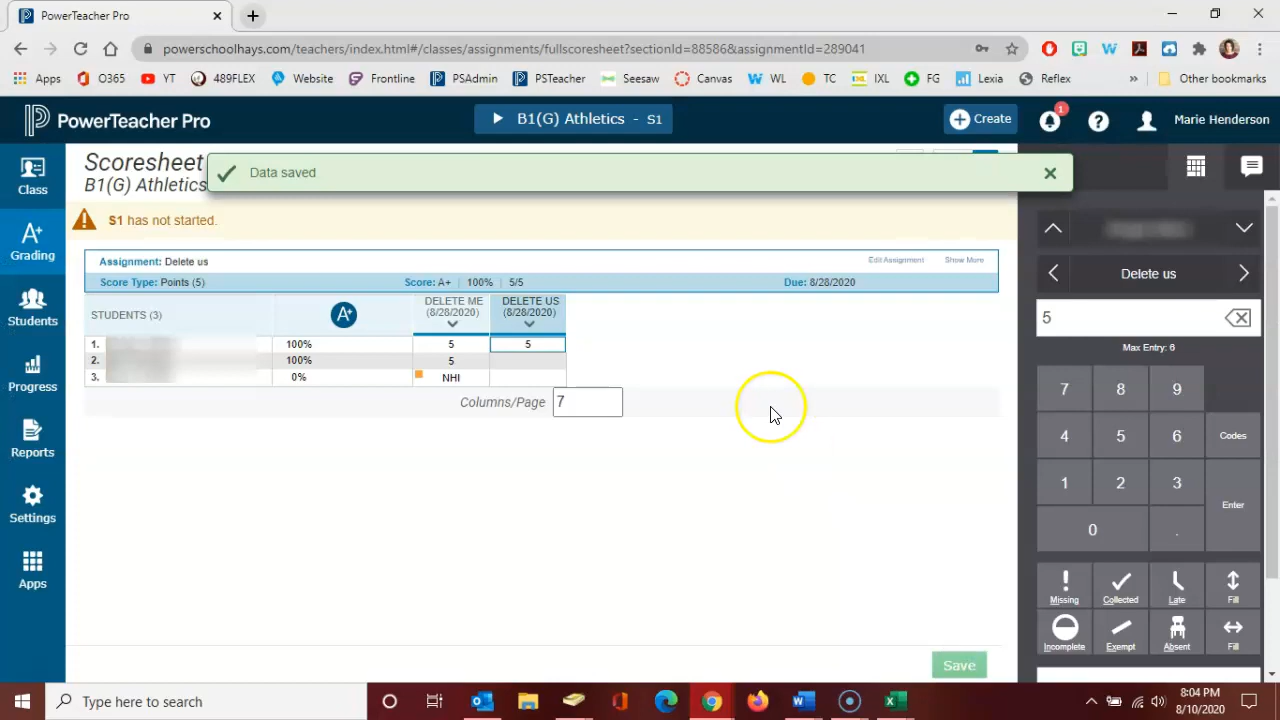 PowerTeacher Pro
powerschoolhays.com/teachers/index.html#/classes/assignments/fullscoresheet?sectionId=88586&assignmentId=289041
Apps O365 YT 489FLEX Website Frontline PSAdmin PSTeacher Seesaw Canvas WL TC IXL FG Lexia Reflex » Other bookmarks
PowerTeacher Pro
B1(G) Athletics - S1
Create
1
Marie Henderson
Class
Grading
Students
Progress
Reports
Settings
Apps
Scoresheet
B1(G) Athletics
Data saved
S1 has not started.
Assignment: Delete us Edit Assignment Show More
Score Type: Points (5) Score: A+ | 100% | 5/5 Due: 8/28/2020
STUDENTS (3) A+ DELETE ME (8/28/2020) DELETE US (8/28/2020)
1. 100% 5 5
2. 100% 5
3. 0% NHI
Columns/Page 7
Save
Delete us
5
Max Entry: 6
7 8 9
4 5 6 Codes
1 2 3 Enter
0 .
Missing Collected Late Fill
Incomplete Exempt Absent Fill
Type here to search
8:04 PM
8/10/2020